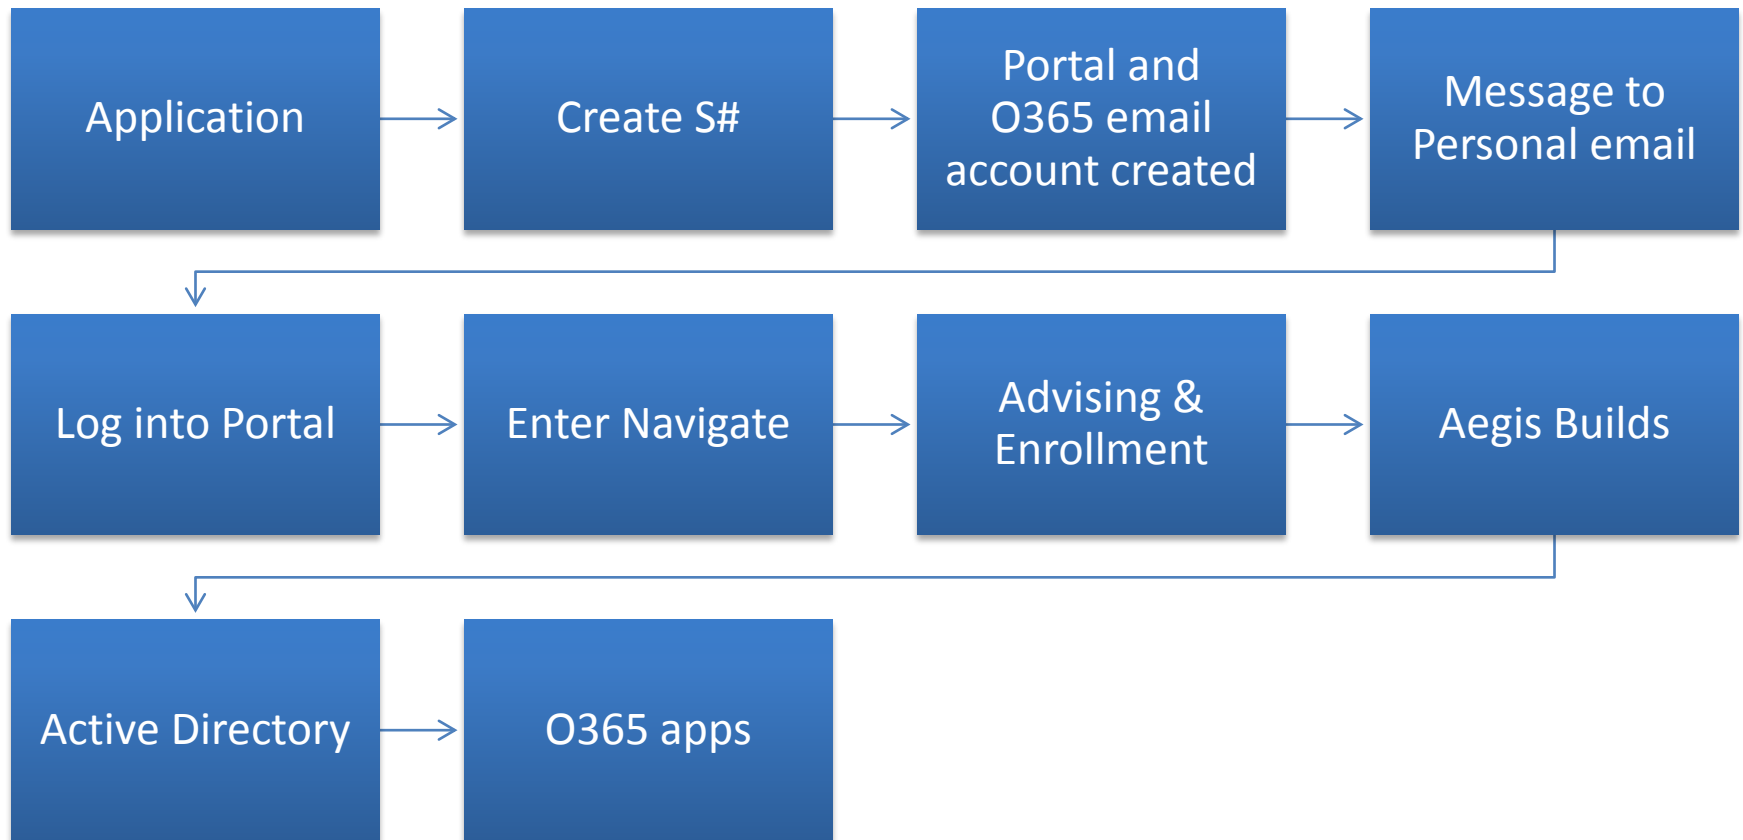 Application
Create S#
Portal and
O365 email
account created
Message to
Personal email
Log into Portal
Enter Navigate
Advising &
Enrollment
Aegis Builds
Active Directory
O365 apps